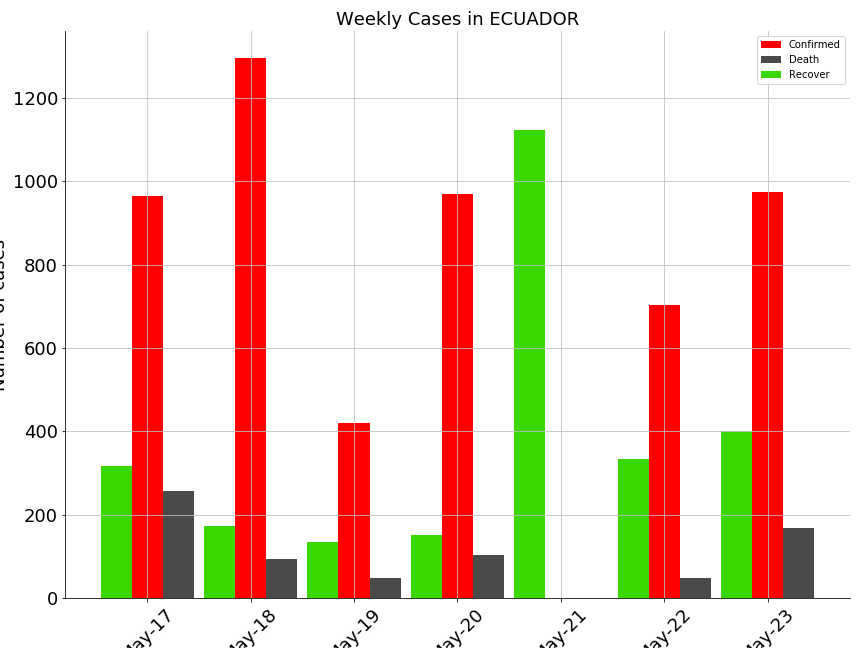 Weekly Cases in ECUADOR
Confirmed
Death
Recover
1200
1000
800
600
400
200
0
Number of cases
May-17
May-18
May-19
May-20
May-21
May-22
May-23